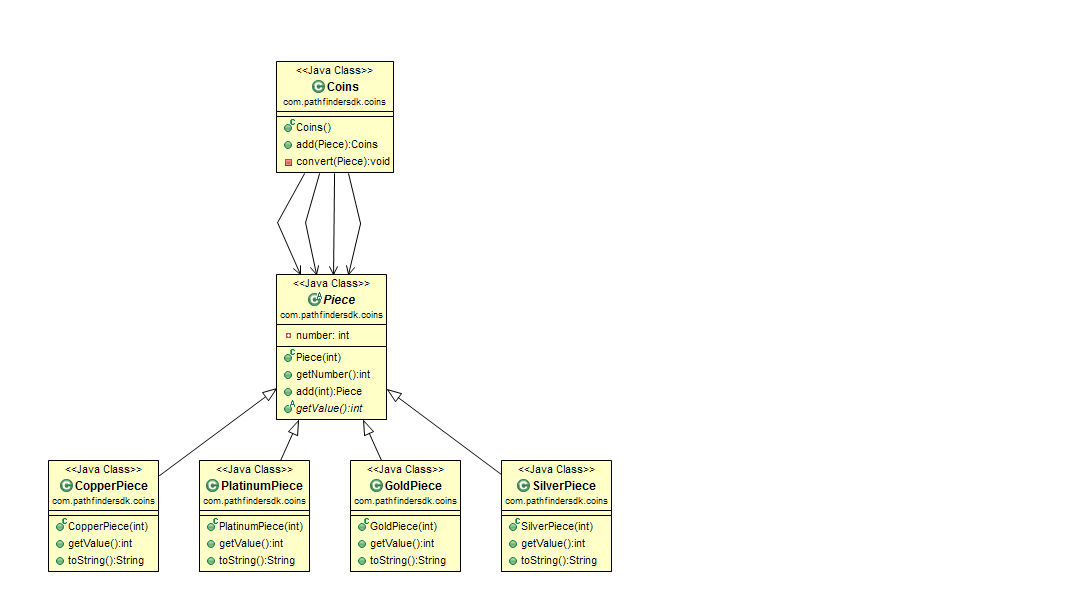 <<Java Class>>
Coins
com.pathfindersdk.coins
Coins()
add(Piece):Coins
convert(Piece):void
<<Java Class>>
Piece
com.pathfindersdk.coins
number: int
Piece(int)
getNumber():int
add(int):Piece
getValue():int
<<Java Class>>
CopperPiece
com.pathfindersdk.coins
CopperPiece(int)
getValue():int
toString():String
<<Java Class>>
PlatinumPiece
com.pathfindersdk.coins
PlatinumPiece(int)
getValue():int
toString():String
<<Java Class>>
GoldPiece
com.pathfindersdk.coins
GoldPiece(int)
getValue():int
toString():String
<<Java Class>>
SilverPiece
com.pathfindersdk.coins
SilverPiece(int)
getValue():int
toString():String